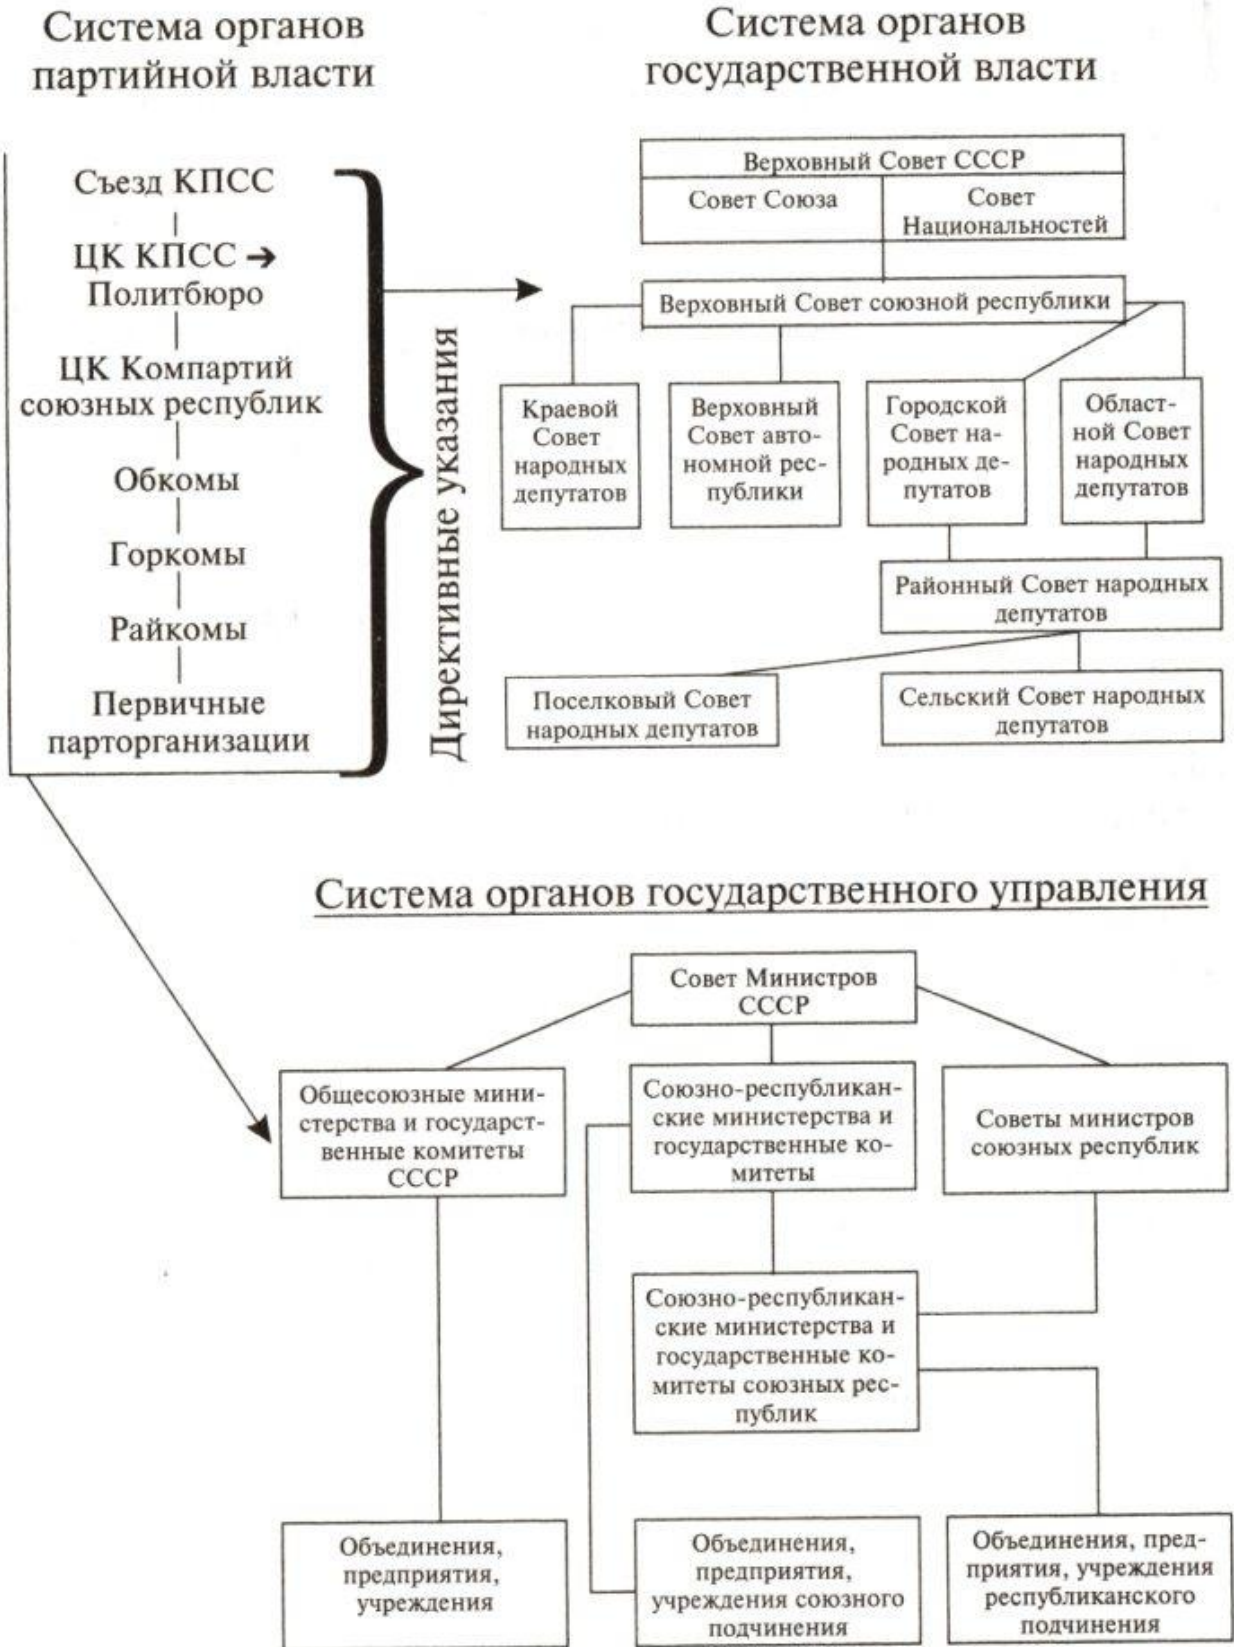 Система органов
партийной власти
Съезд КПСС
ЦК КПСС ➔
Политбюро
ЦК Компартий
союзных республик
Обкомы
Горкомы
Райкомы
Первичные
парторганизации
Директивные указания
Система органов
государственной власти
Верховный Совет СССР
Совет Союза
Совет
Национальностей
Верховный Совет союзной республики
Краевой
Совет
народных
депутатов
Верховный
Совет авто-
номной рес-
публики
Городской
Совет на-
родных де-
путатов
Област-
ной Совет
народных
депутатов
Районный Совет народных
депутатов
Поселковый Совет
народных депутатов
Сельский Совет народных
депутатов
Система органов государственного управления
Совет Министров
СССР
Общесоюзные мини-
стерства и государст-
венные комитеты
СССР
Союзно-республикан-
ские министерства и
государственные ко-
митеты
Советы министров
союзных республик
Союзно-республикан-
ские министерства и
государственные ко-
митеты союзных рес-
публик
Объединения,
предприятия,
учреждения
Объединения,
предприятия,
учреждения союзного
подчинения
Объединения, пред-
приятия, учреждения
республиканского
подчинения